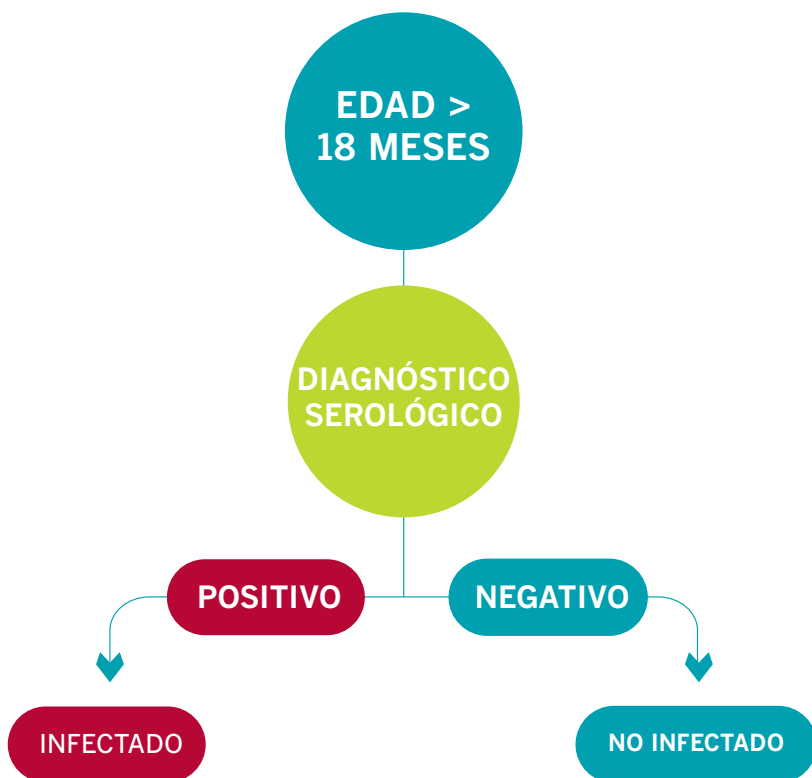 EDAD >
18 MESES
DIAGNÓSTICO
SEROLÓGICO
POSITIVO
NEGATIVO
INFECTADO
NO INFECTADO